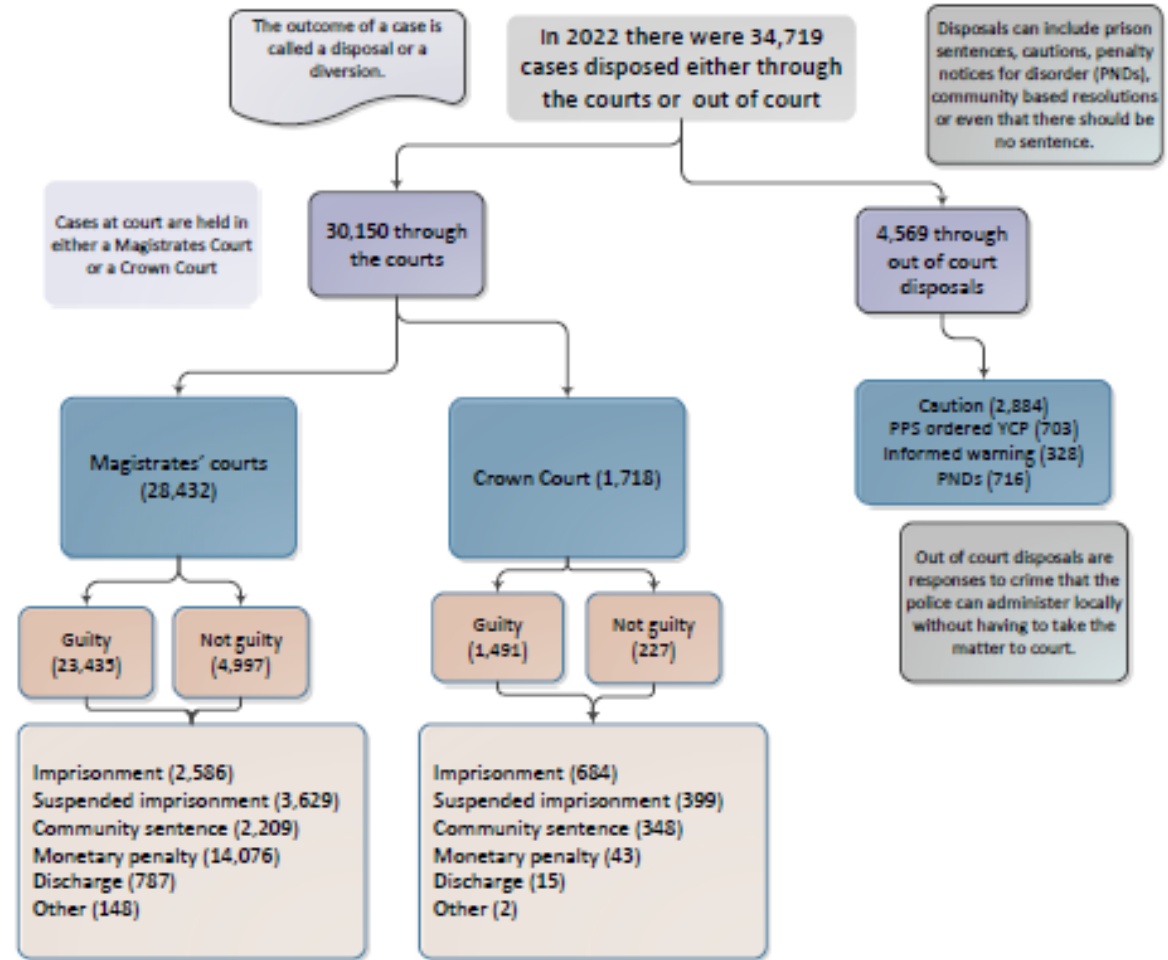 The outcome of a case is
called a disposal or a
diversion.
In 2022 there were 34,719
cases disposed either through
the courts or out of court
Disposals can include prison
sentences, cautions, penalty
notices for disorder (PNDs),
community based resolutions
or even that there should be
no sentence.
Cases at court are held in
either a Magistrates Court
or a Crown Court
30,150 through
the courts
4,569 through
out of court
disposals
Magistrates' courts
(28,432)
Crown Court (1,718)
Caution (2,884)
PPS ordered YCP (703)
Informed warning (328)
PNDs (716)
Out of court disposals are
responses to crime that the
police can administer locally
without having to take the
matter to court.
Guilty
(23,435)
Not guilty
(4,997)
Guilty
(1,491)
Not guilty
(227)
Imprisonment (2,586)
Suspended imprisonment (3,629)
Community sentence (2,209)
Monetary penalty (14,076)
Discharge (787)
Other (148)
Imprisonment (684)
Suspended imprisonment (399)
Community sentence (348)
Monetary penalty (43)
Discharge (15)
Other (2)